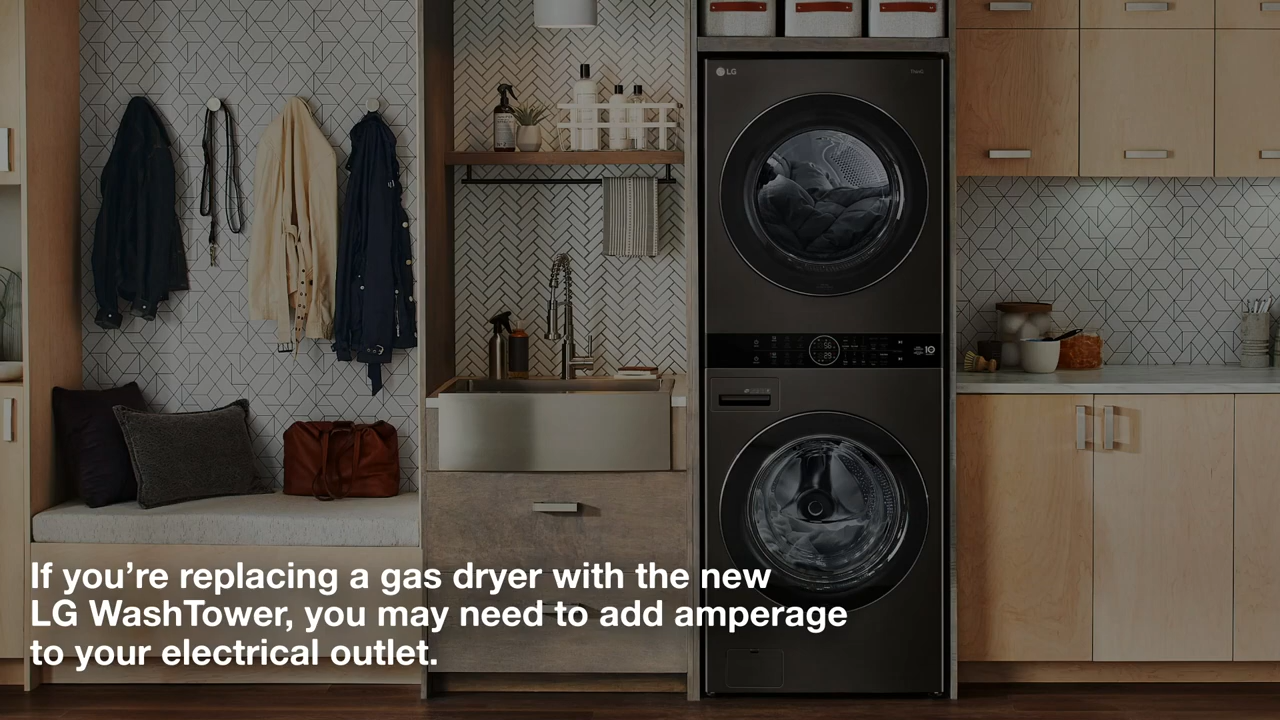 LG
If you’re replacing a gas dryer with the new
LG WashTower, you may need to add amperage
to your electrical outlet.